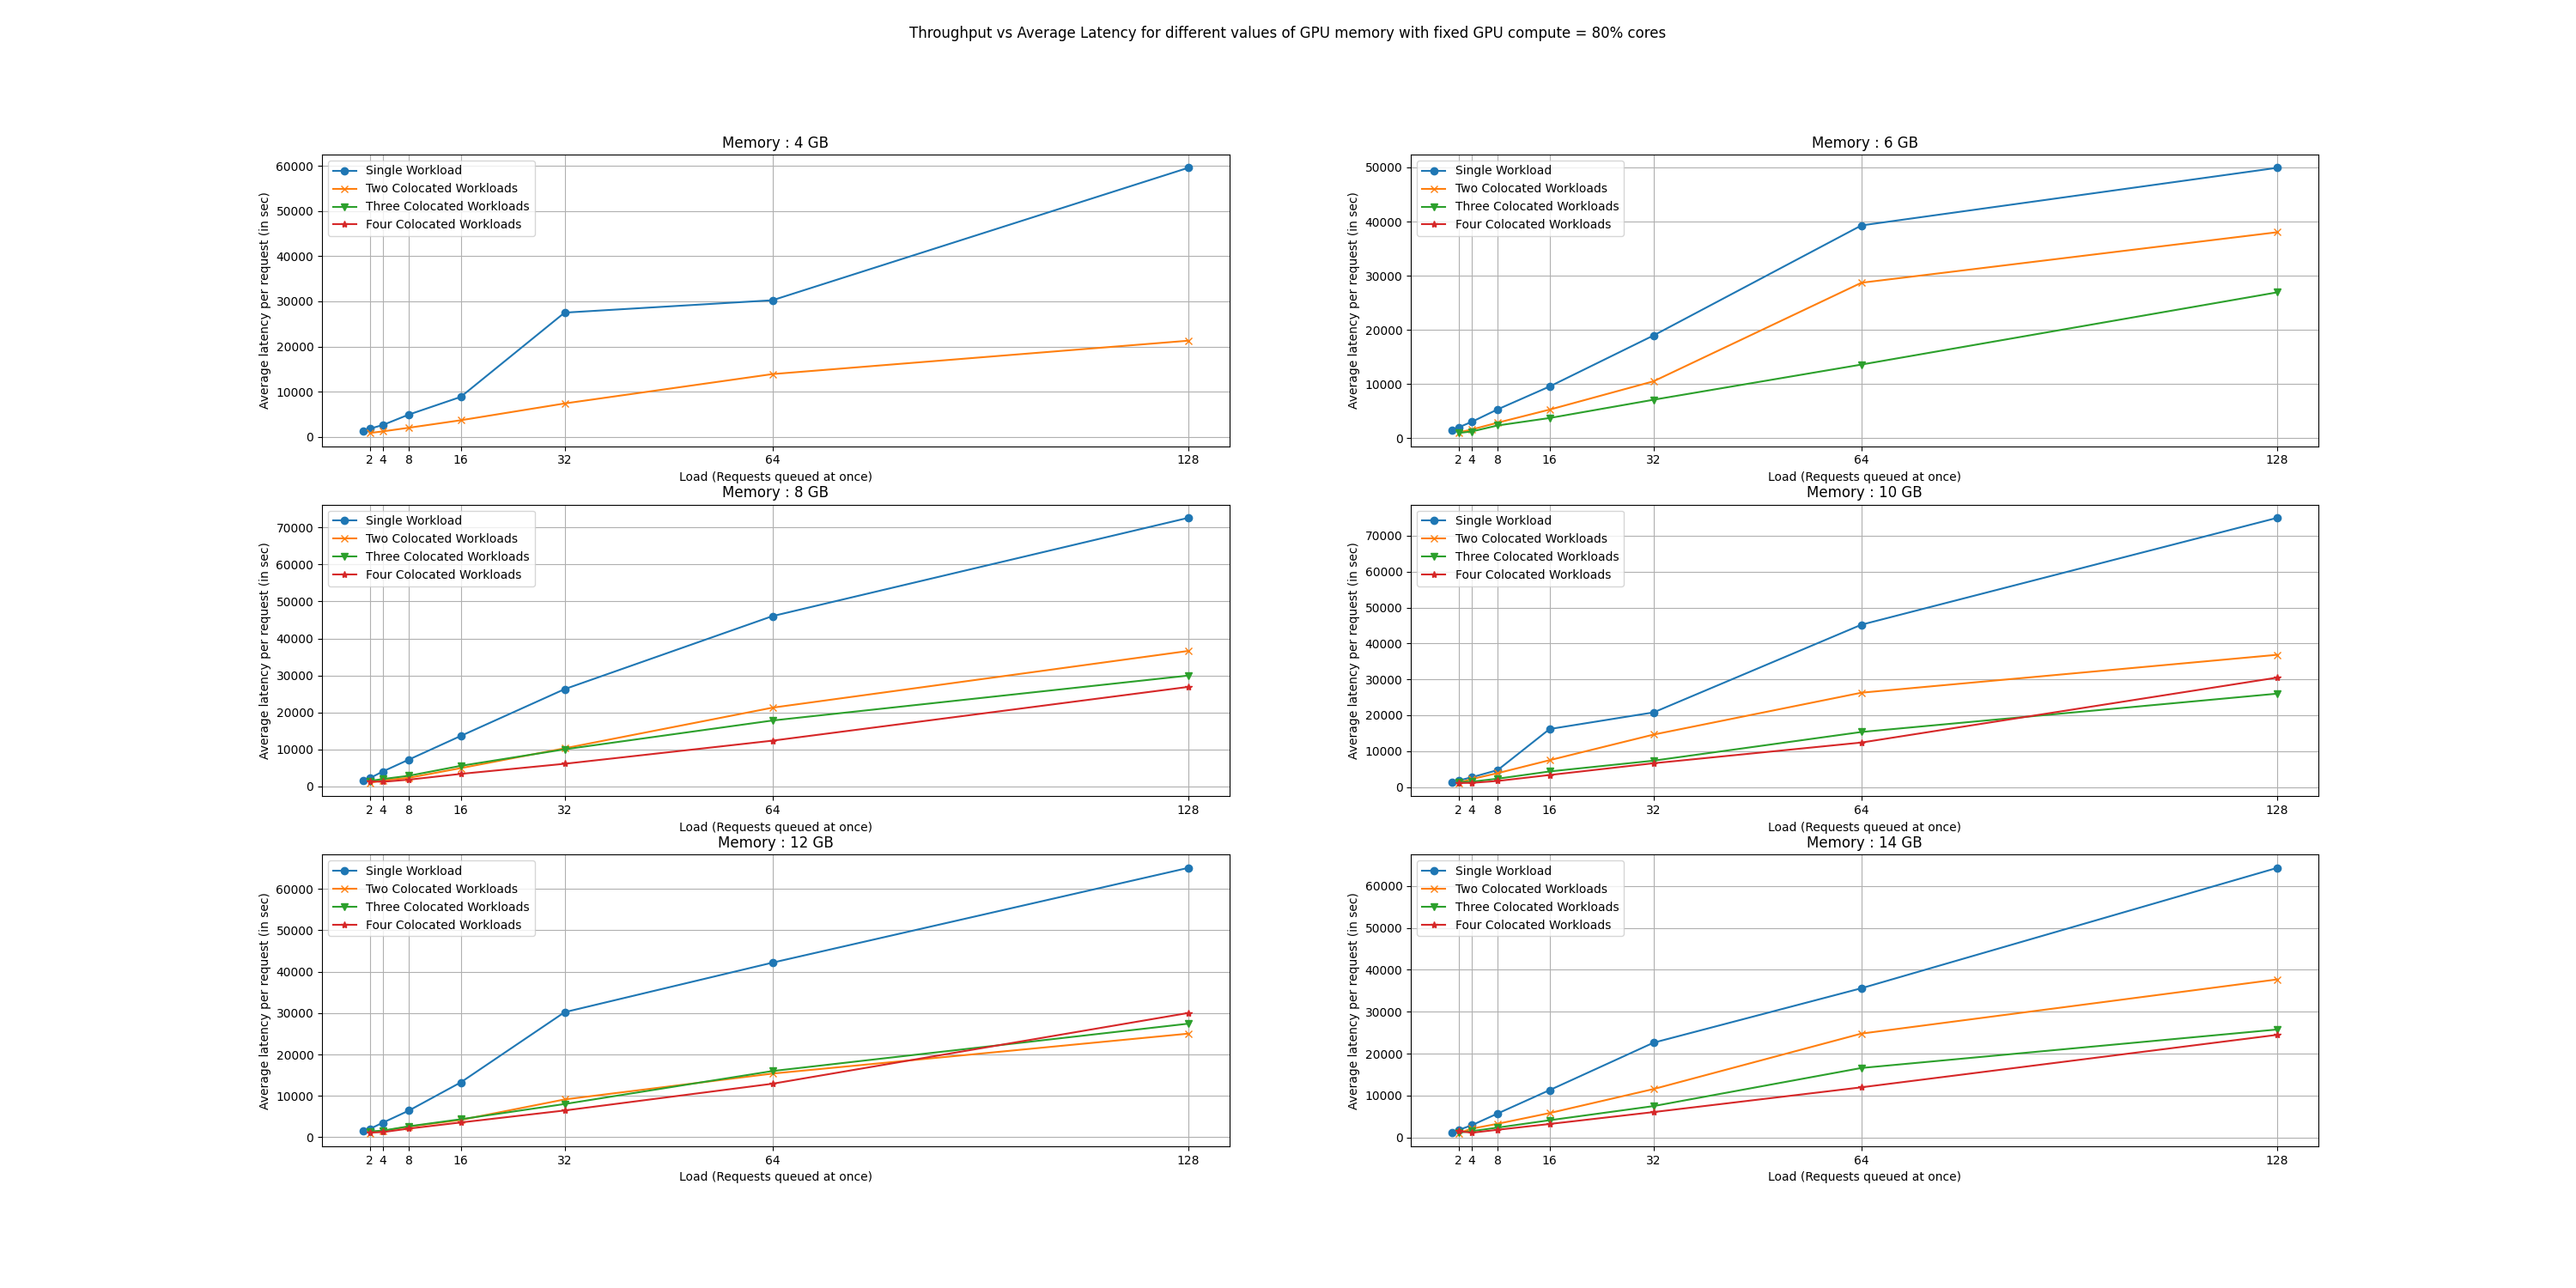 Throughput vs Average Latency for different values of GPU memory with fixed GPU compute = 80% cores
Memory : 4 GB
Single Workload
Two Colocated Workloads
Three Colocated Workloads
Four Colocated Workloads
60000
50000
40000
30000
20000
10000
0
Average latency per request (in sec)
2 4 8 16 32 64 128
Load (Requests queued at once)
Memory : 6 GB
Single Workload
Two Colocated Workloads
Three Colocated Workloads
Four Colocated Workloads
50000
40000
30000
20000
10000
0
Average latency per request (in sec)
2 4 8 16 32 64 128
Load (Requests queued at once)
Memory : 8 GB
Single Workload
Two Colocated Workloads
Three Colocated Workloads
Four Colocated Workloads
70000
60000
50000
40000
30000
20000
10000
0
Average latency per request (in sec)
2 4 8 16 32 64 128
Load (Requests queued at once)
Memory : 10 GB
Single Workload
Two Colocated Workloads
Three Colocated Workloads
Four Colocated Workloads
70000
60000
50000
40000
30000
20000
10000
0
Average latency per request (in sec)
2 4 8 16 32 64 128
Load (Requests queued at once)
Memory : 12 GB
Single Workload
Two Colocated Workloads
Three Colocated Workloads
Four Colocated Workloads
60000
50000
40000
30000
20000
10000
0
Average latency per request (in sec)
2 4 8 16 32 64 128
Load (Requests queued at once)
Memory : 14 GB
Single Workload
Two Colocated Workloads
Three Colocated Workloads
Four Colocated Workloads
60000
50000
40000
30000
20000
10000
0
Average latency per request (in sec)
2 4 8 16 32 64 128
Load (Requests queued at once)